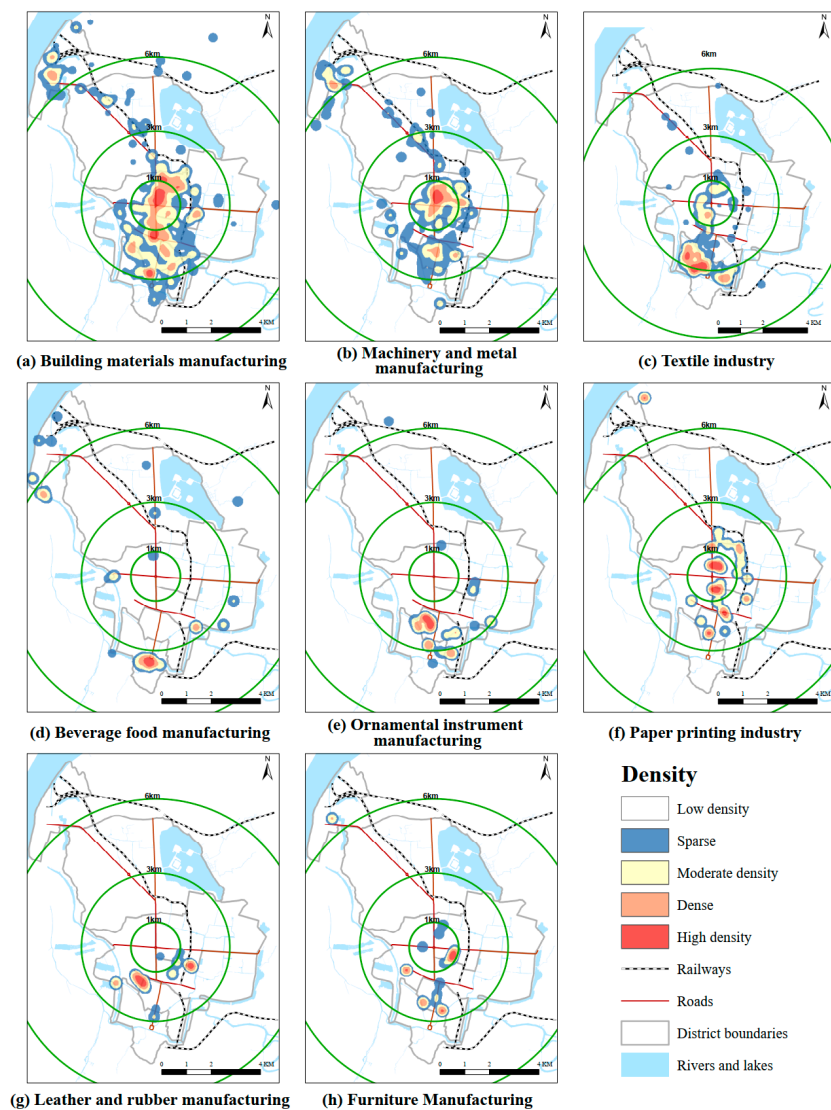 N
6km
3km
1km
0 1 2 4 KM
(a) Building materials manufacturing
N
6km
3km
1km
0 1 2 4 KM
(b) Machinery and metal
manufacturing
N
6km
3km
1km
0 1 2 4 KM
(c) Textile industry
N
6km
3km
1km
0 1 2 4 KM
(d) Beverage food manufacturing
N
6km
3km
1km
0 1 2 4 KM
(e) Ornamental instrument
manufacturing
N
6km
3km
1km
0 1 2 4 KM
(f) Paper printing industry
N
6km
3km
1km
0 1 2 4 KM
(g) Leather and rubber manufacturing
N
6km
3km
1km
0 1 2 4 KM
(h) Furniture Manufacturing
Density
Low density
Sparse
Moderate density
Dense
High density
Railways
Roads
District boundaries
Rivers and lakes